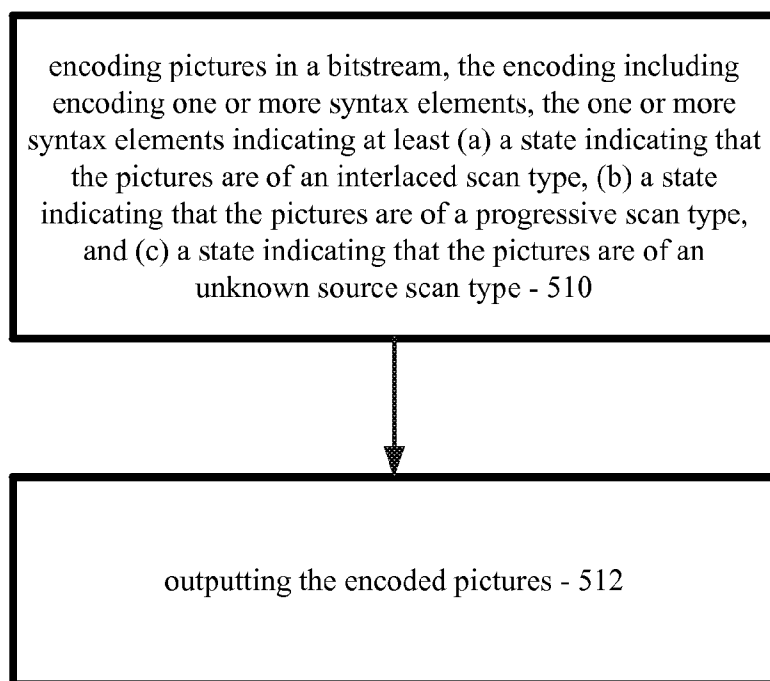 encoding pictures in a bitstream, the encoding including
encoding one or more syntax elements, the one or more
syntax elements indicating at least (a) a state indicating that
the pictures are of an interlaced scan type, (b) a state
indicating that the pictures are of a progressive scan type,
and (c) a state indicating that the pictures are of an
unknown source scan type - 510
outputting the encoded pictures - 512